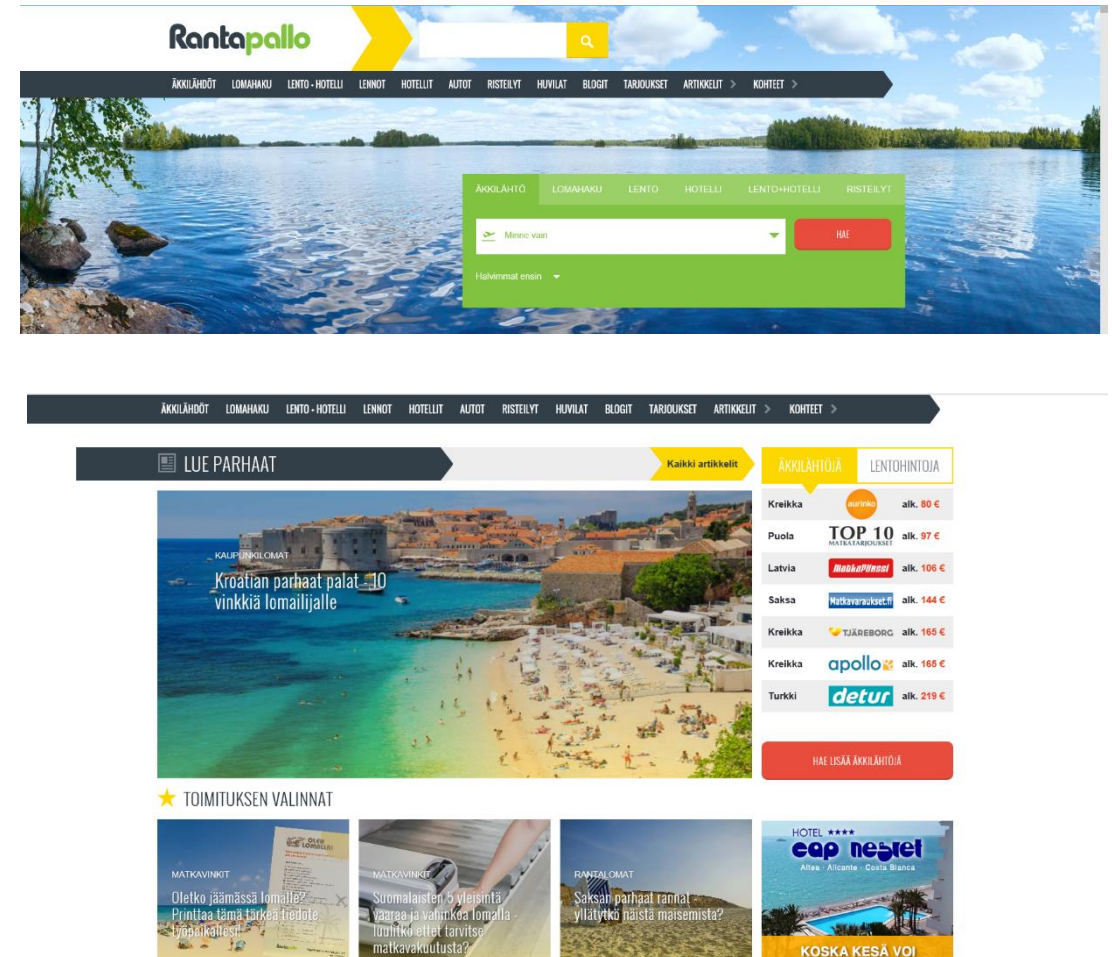 Rantapallo
ÄKKILÄHDÖT LOMAHAKU LENTO + HOTELLI LENNOT HOTELLIT AUTOT RISTEILYT HUVILAT BLOGIT TARJOUKSET ARTIKKELIT KOHTEET
ÄKKILÄHTÖ LOMAHAKU LENTO HOTELLI LENTO+HOTELLI RISTEILYT
Minne vain
HAE
Halvimmat ensin
ÄKKILÄHDÖT LOMAHAKU LENTO + HOTELLI LENNOT HOTELLIT AUTOT RISTEILYT HUVILAT BLOGIT TARJOUKSET ARTIKKELIT KOHTEET
LUE PARHAAT
Kaikki artikkelit
KAUPUNKILOMAT
Kroatian parhaat palat - 10
vinkkiä lomailijalle
ÄKKILÄHTÖJÄ LENTOHINTOJA
Kreikka aurinko alk. 80 €
Puola TOP 10 MATKATARJOUKSET alk. 97 €
Latvia MatkaPörssi alk. 106 €
Saksa Matkavaraukset.fi alk. 144 €
Kreikka TJÄREBORG alk. 165 €
Kreikka apollo alk. 165 €
Turkki detur alk. 219 €
HAE LISÄÄ ÄKKILÄHTÖJÄ
TOIMITUKSEN VALINNAT
MATKAVINKIT
Oletko jäämässä lomalle?
Printtaa tämä tärkeä tiedote
työpaikallesi!
OLEN
LOMALLA!
Rantapallo
MATKAVINKIT
Suomalaisten 5 yleisintä
vaaraa ja vahinkoa lomalla -
luulitko ettet tarvitse
matkavakuutusta?
RANTALOMAT
Saksan parhaat rannat -
yllätytkö näistä maisemista?
HOTEL ****
cap negret
Altea - Alicante - Costa Blanca
KOSKA KESÄ VOI